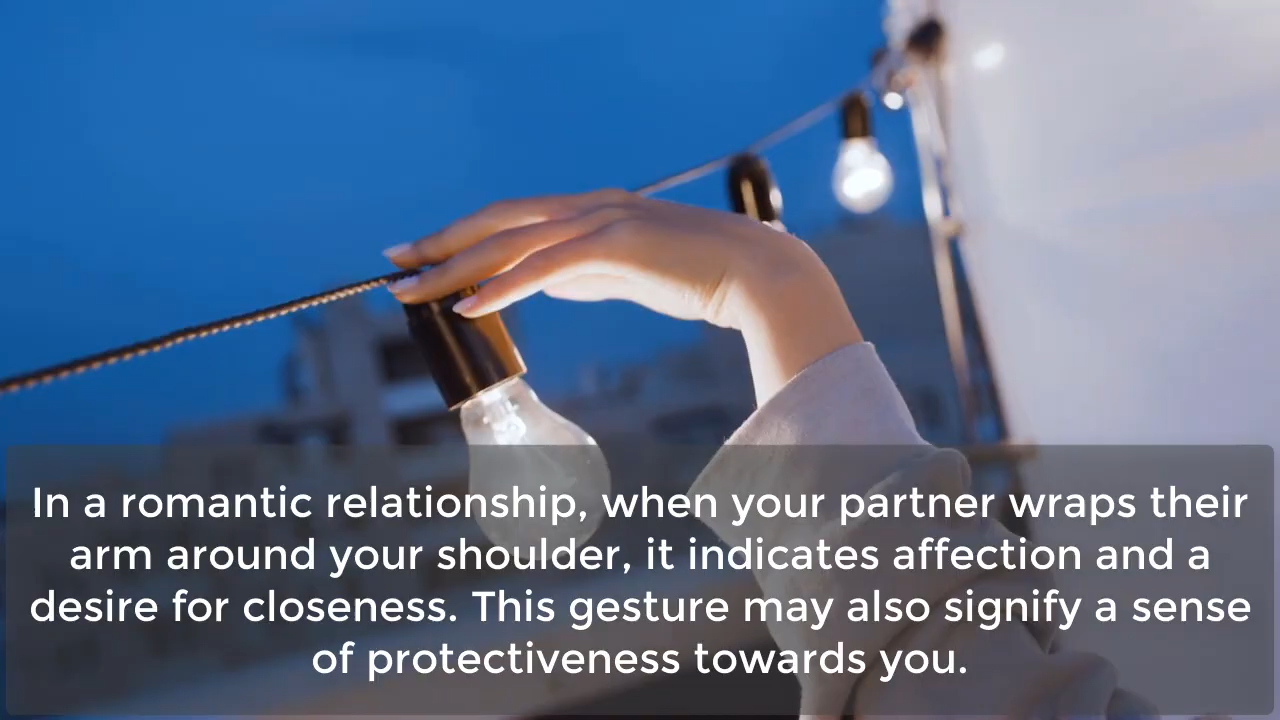 In a romantic relationship, when your partner wraps their
arm around your shoulder, it indicates affection and a
desire for closeness. This gesture may also signify a sense
of protectiveness towards you.